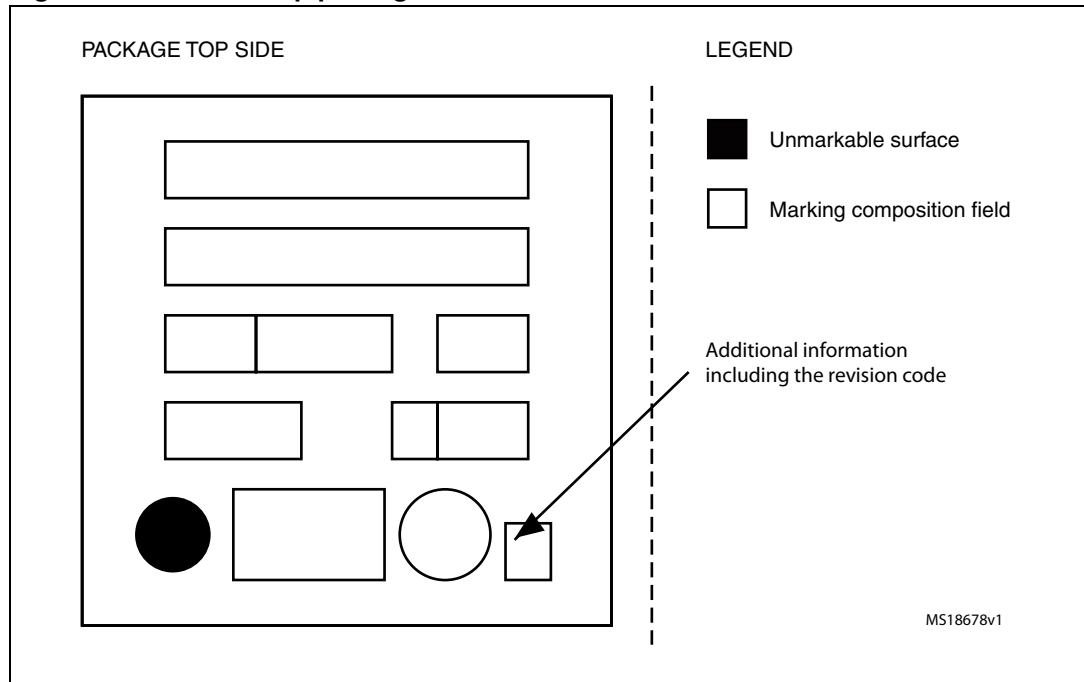 PACKAGE TOP SIDE
LEGEND
Unmarkable surface
Marking composition field
Additional information
including the revision code
MS18678v1